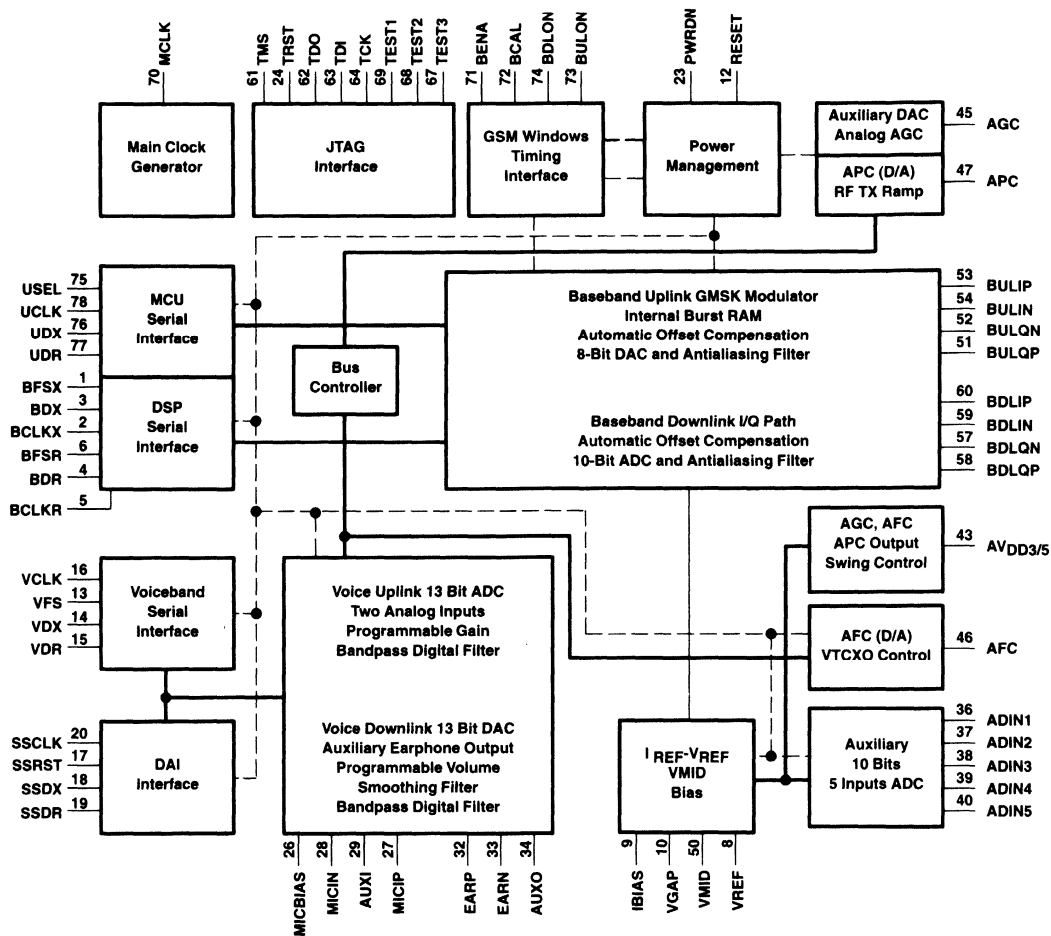 70 MCLK
61 TMS
24 TRST
62 TDO
63 TDI
64 TCK
69 TEST1
68 TEST2
67 TEST3
71 BENA
72 BCAL
74 BDLON
73 BULON
23 PWRDN
12 RESET
Main Clock
Generator
JTAG
Interface
GSM Windows
Timing
Interface
Power
Management
Auxiliary DAC
Analog AGC
45 AGC
APC (D/A)
RF TX Ramp
47 APC
USEL 75
UCLK 78
UDX 76
UDR 77
MCU
Serial
Interface
BFSX 1
BDX 3
BCLKX 2
BFSR 6
BDR 4
BCLKR 5
DSP
Serial
Interface
Bus
Controller
Baseband Uplink GMSK Modulator
Internal Burst RAM
Automatic Offset Compensation
8-Bit DAC and Antialiasing Filter
Baseband Downlink I/Q Path
Automatic Offset Compensation
10-Bit ADC and Antialiasing Filter
53 BULIP
54 BULIN
52 BULQN
51 BULQP
60 BDLIP
59 BDLIN
57 BDLQN
58 BDLQP
VCLK 16
VFS 13
VDX 14
VDR 15
Voiceband
Serial
Interface
SSCLK 20
SSRST 17
SSDX 18
SSDR 19
DAI
Interface
Voice Uplink 13 Bit ADC
Two Analog Inputs
Programmable Gain
Bandpass Digital Filter
Voice Downlink 13 Bit DAC
Auxiliary Earphone Output
Programmable Volume
Smoothing Filter
Bandpass Digital Filter
AGC, AFC
APC Output
Swing Control
43 AVDD3/5
AFC (D/A)
VTCXO Control
46 AFC
I REF-VREF
VMID
Bias
Auxiliary
10 Bits
5 Inputs ADC
36 ADIN1
37 ADIN2
38 ADIN3
39 ADIN4
40 ADIN5
26 MICBIAS
28 MICIN
29 AUXI
27 MICIP
32 EARP
33 EARN
34 AUXO
9 IBIAS
10 VGAP
50 VMID
8 VREF